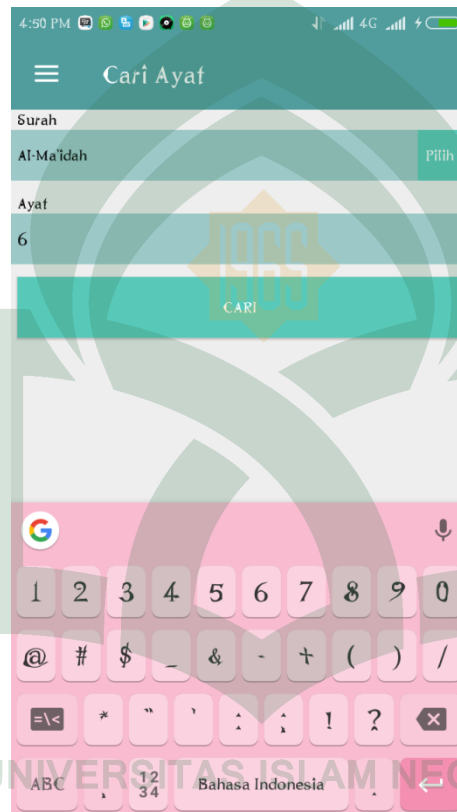 4:50 PM 4G
Cari Ayat
Surah
Al-Ma'idah Pilih
Ayat
6
1965
CARI
G
1 2 3 4 5 6 7 8 9 0
@ # $ _ & - + ( ) /
=\< * " ' : ; ! ?
ABC , 12 34 Bahasa Indonesia .
UNIVERSITAS ISLAM NEG